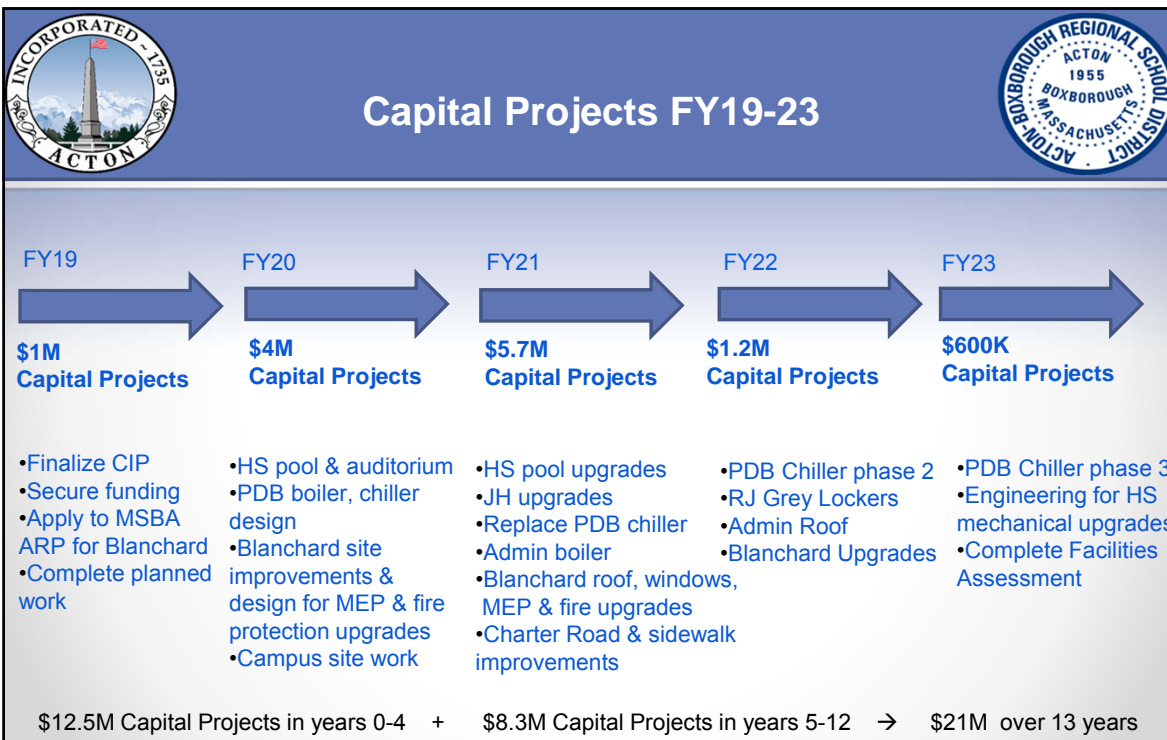 INCORPORATED ~ 1735
ACTON
Capital Projects FY19-23
ACTON-BOXBOROUGH REGIONAL SCHOOL DISTRICT
ACTON
1955
BOXBOROUGH
MASSACHUSETTS
FY19
$1M
Capital Projects
•Finalize CIP
•Secure funding
•Apply to MSBA
ARP for Blanchard
•Complete planned
work
FY20
$4M
Capital Projects
•HS pool & auditorium
•PDB boiler, chiller
design
•Blanchard site
improvements &
design for MEP & fire
protection upgrades
•Campus site work
FY21
$5.7M
Capital Projects
•HS pool upgrades
•JH upgrades
•Replace PDB chiller
•Admin boiler
•Blanchard roof, windows,
MEP & fire upgrades
•Charter Road & sidewalk
improvements
FY22
$1.2M
Capital Projects
•PDB Chiller phase 2
•RJ Grey Lockers
•Admin Roof
•Blanchard Upgrades
FY23
$600K
Capital Projects
•PDB Chiller phase 3
•Engineering for HS
mechanical upgrades
•Complete Facilities
Assessment
$12.5M Capital Projects in years 0-4 + $8.3M Capital Projects in years 5-12 → $21M over 13 years